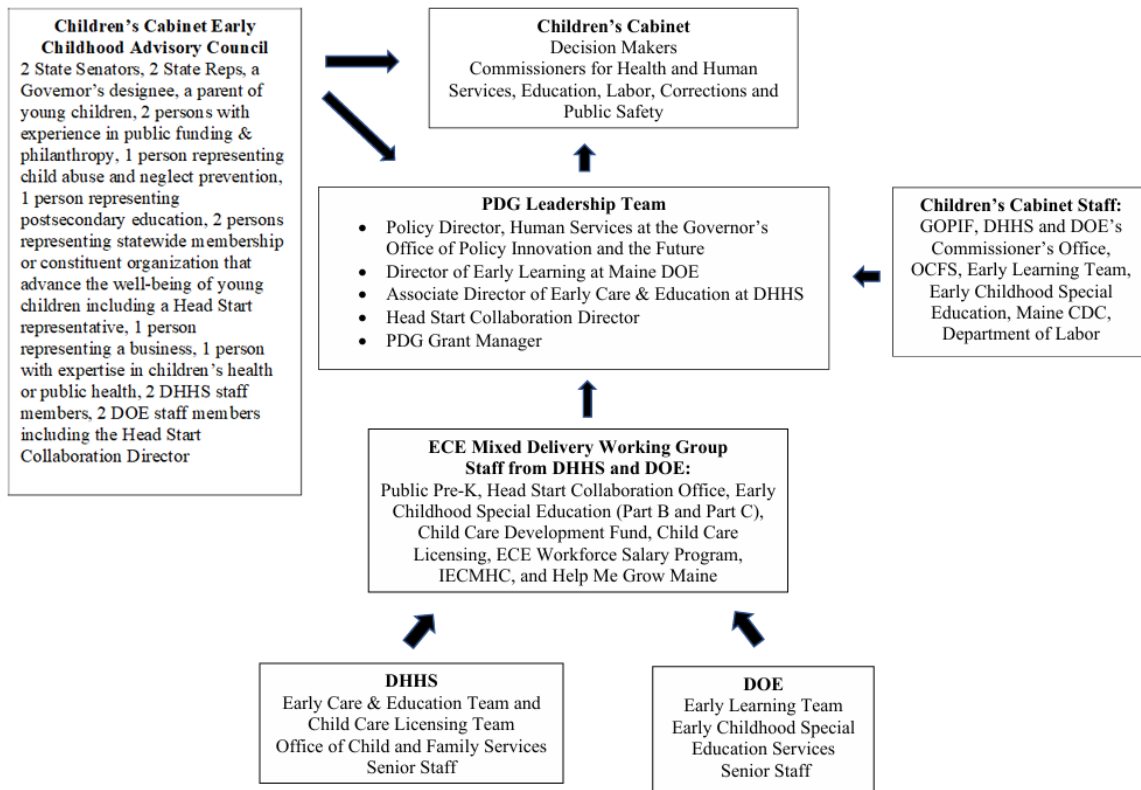 Children's Cabinet Early
Childhood Advisory Council
2 State Senators, 2 State Reps, a
Governor's designee, a parent of
young children, 2 persons with
experience in public funding &
philanthropy, 1 person representing
child abuse and neglect prevention,
1 person representing
postsecondary education, 2 persons
representing statewide membership
or constituent organization that
advance the well-being of young
children including a Head Start
representative, 1 person
representing a business, 1 person
with expertise in children's health
or public health, 2 DHHS staff
members, 2 DOE staff members
including the Head Start
Collaboration Director
Children's Cabinet
Decision Makers
Commissioners for Health and Human
Services, Education, Labor, Corrections and
Public Safety
PDG Leadership Team
• Policy Director, Human Services at the Governor's
Office of Policy Innovation and the Future
• Director of Early Learning at Maine DOE
• Associate Director of Early Care & Education at DHHS
• Head Start Collaboration Director
• PDG Grant Manager
Children's Cabinet Staff:
GOPIF, DHHS and DOE's
Commissioner's Office,
OCFS, Early Learning Team,
Early Childhood Special
Education, Maine CDC,
Department of Labor
ECE Mixed Delivery Working Group
Staff from DHHS and DOE:
Public Pre-K, Head Start Collaboration Office, Early
Childhood Special Education (Part B and Part C),
Child Care Development Fund, Child Care
Licensing, ECE Workforce Salary Program,
IECMHC, and Help Me Grow Maine
DHHS
Early Care & Education Team and
Child Care Licensing Team
Office of Child and Family Services
Senior Staff
DOE
Early Learning Team
Early Childhood Special
Education Services
Senior Staff